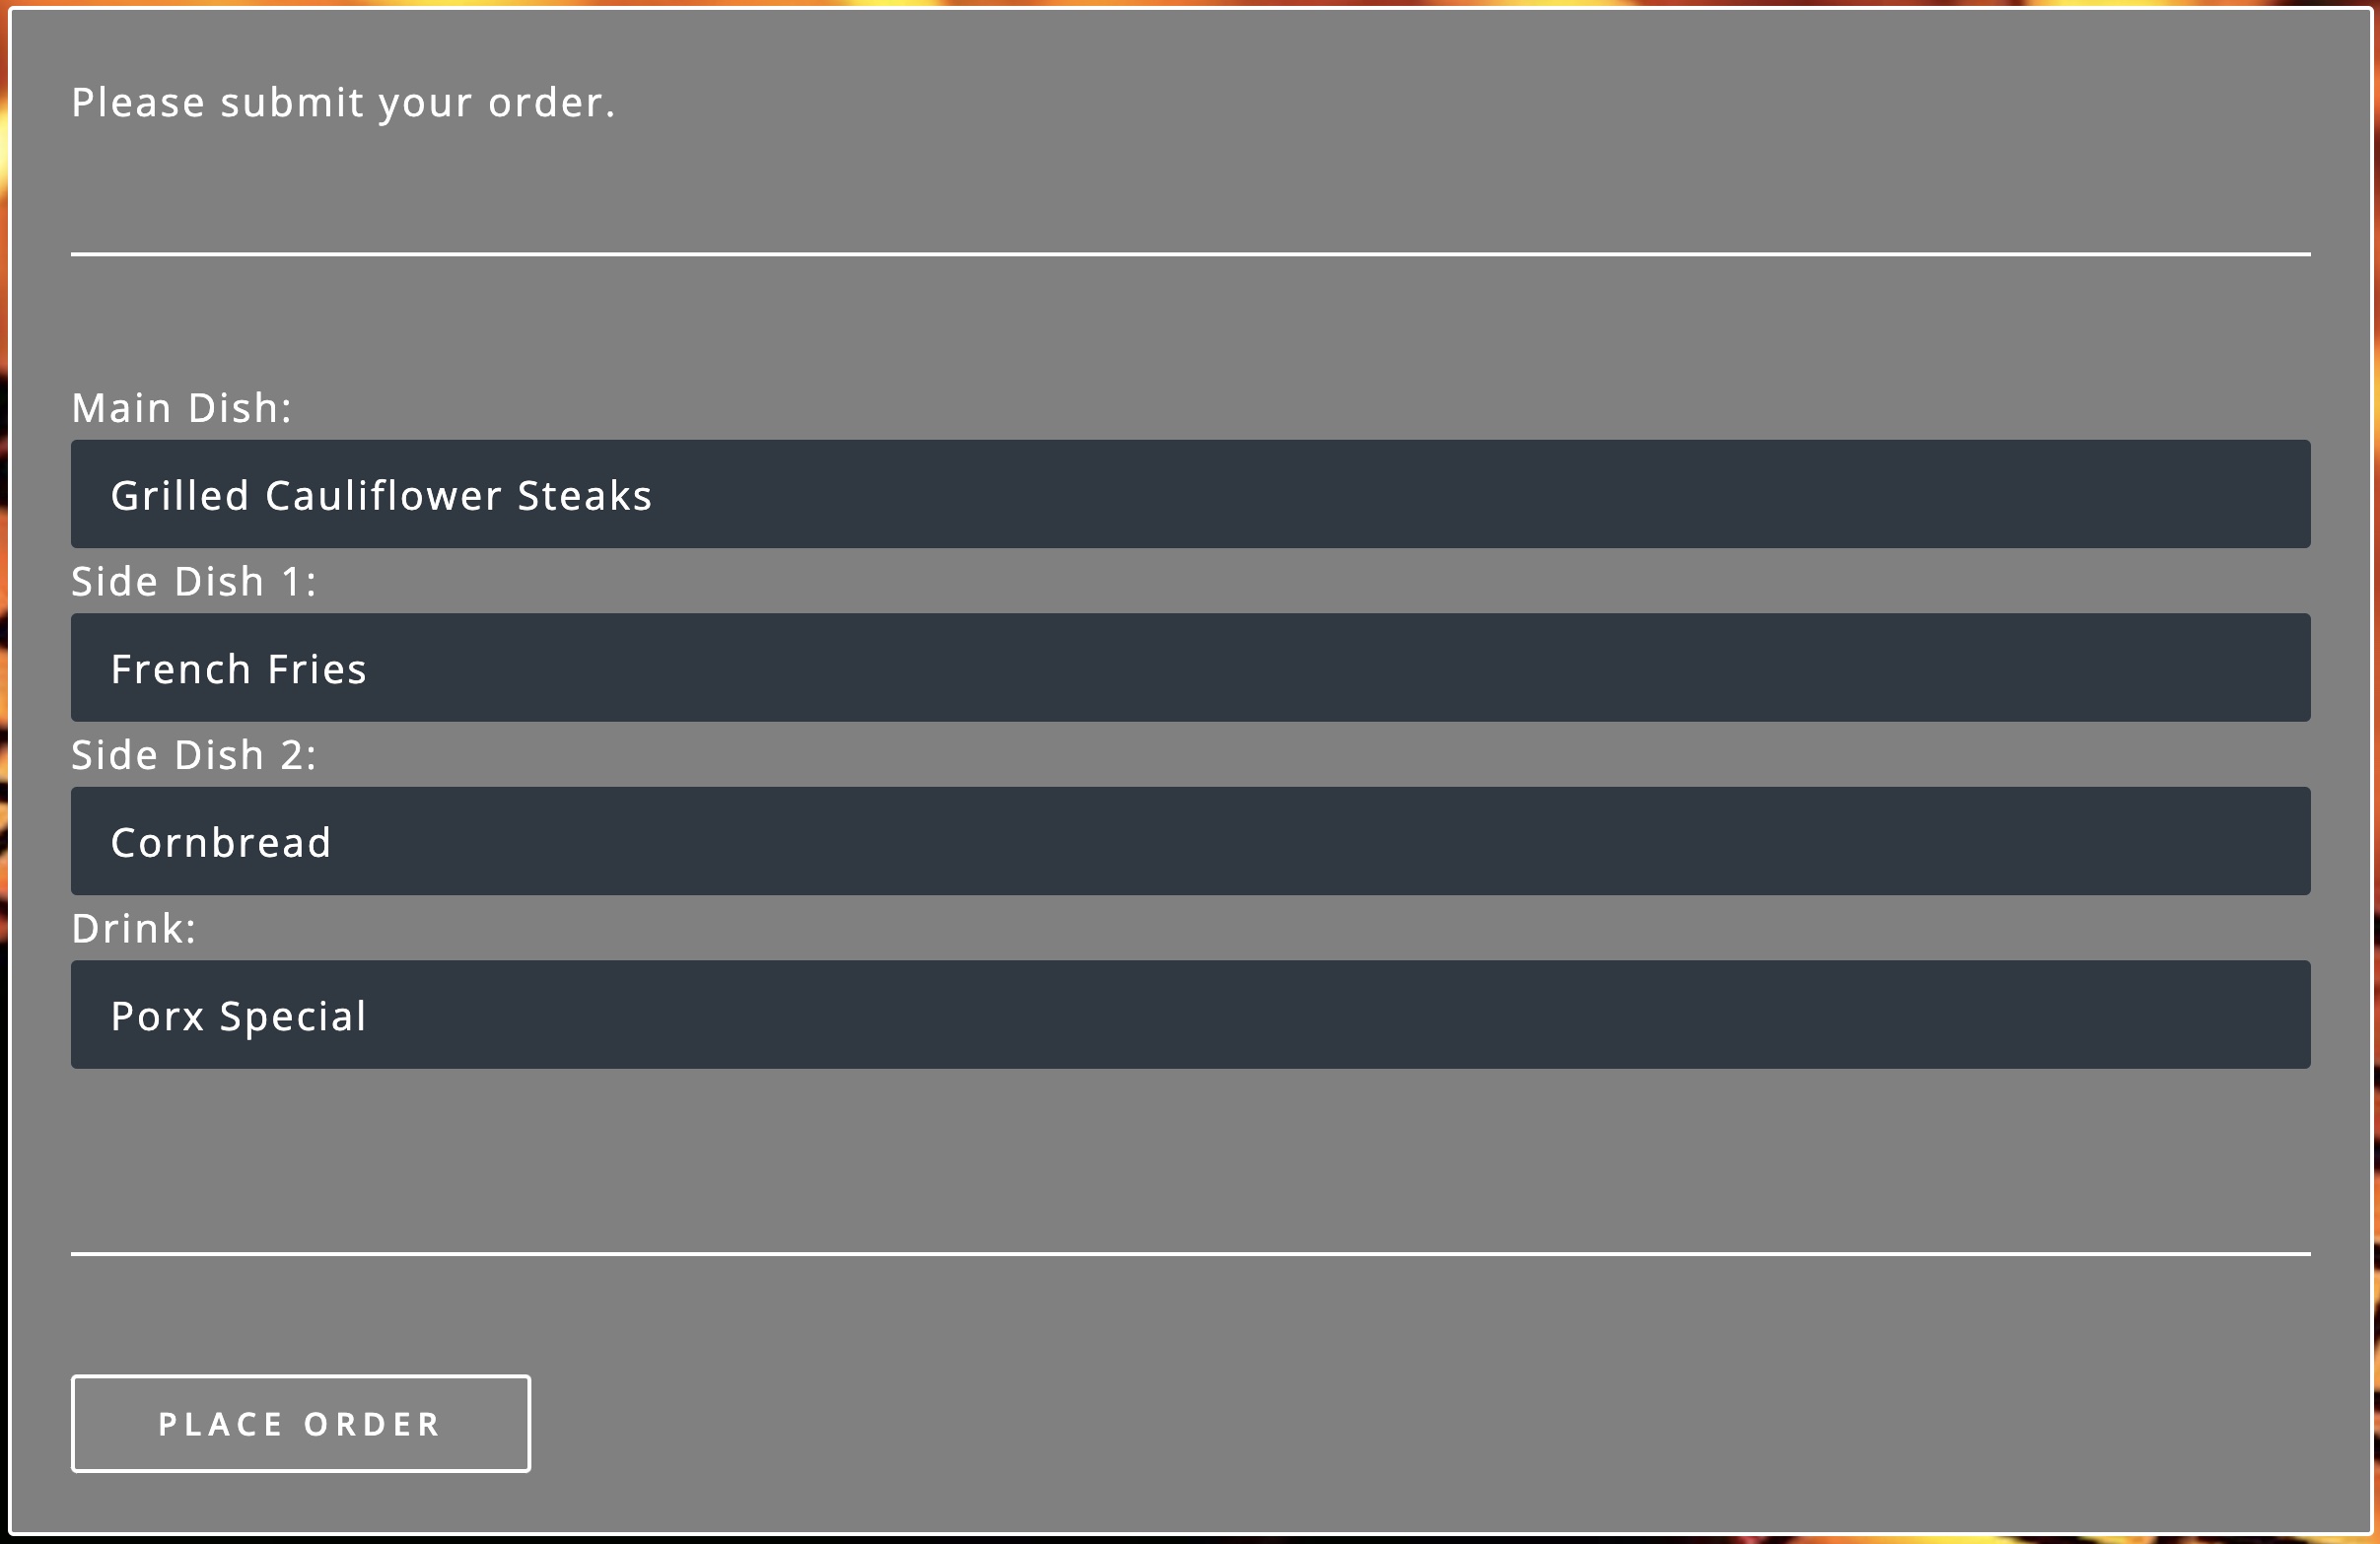 Please submit your order.
Main Dish:
Grilled Cauliflower Steaks
Side Dish 1:
French Fries
Side Dish 2:
Cornbread
Drink:
Porx Special
PLACE ORDER